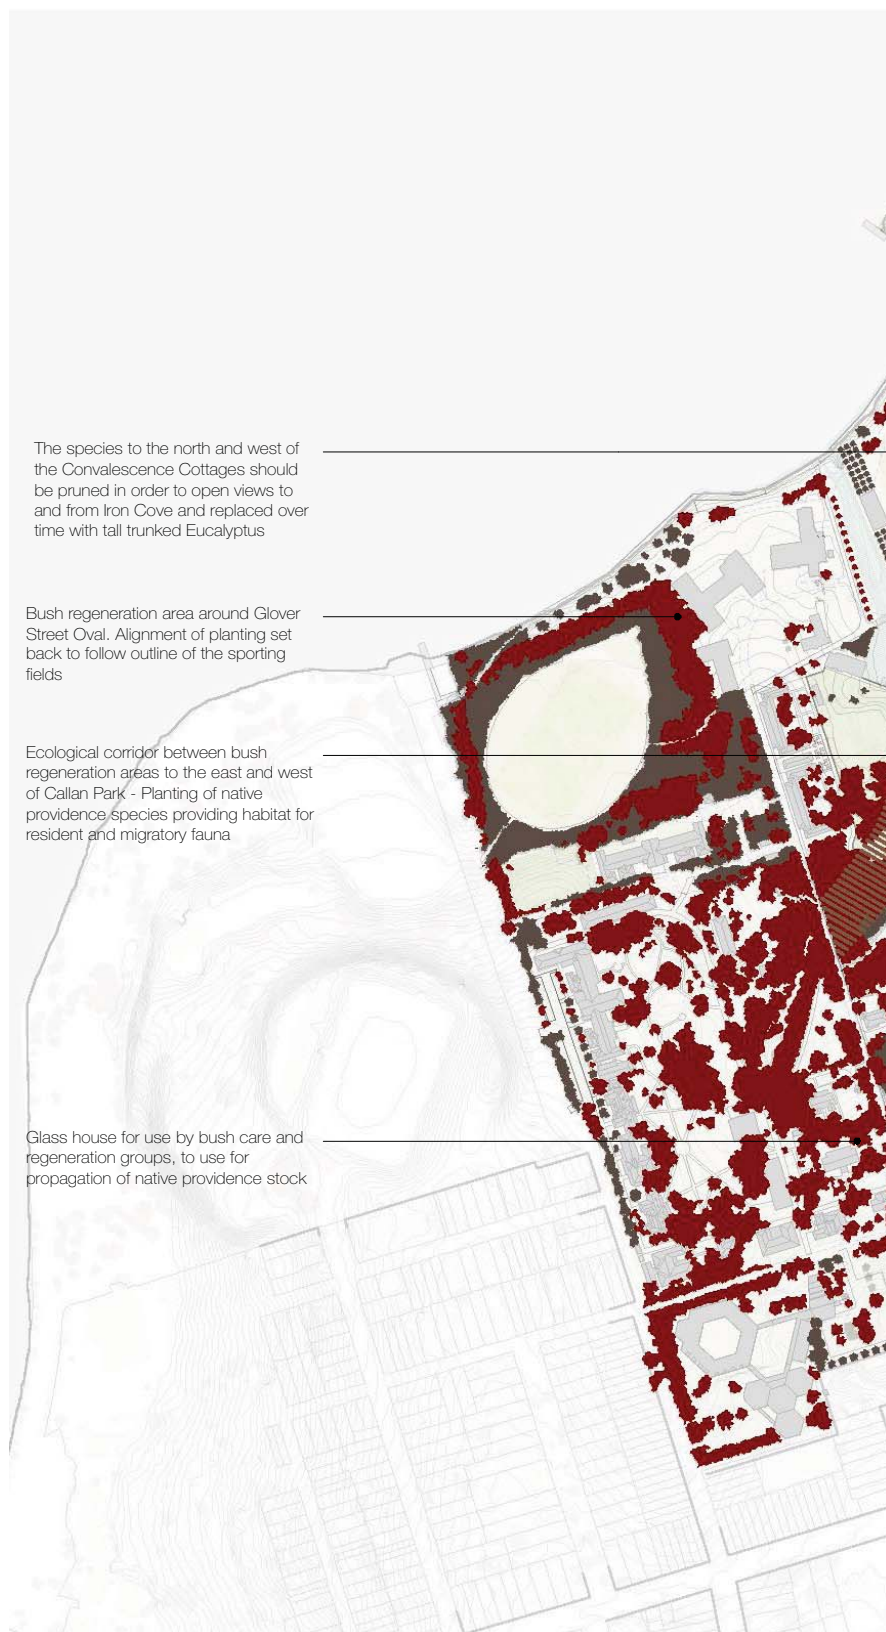 The species to the north and west of
the Convalescence Cottages should
be pruned in order to open views to
and from Iron Cove and replaced over
time with tall trunked Eucalyptus
Bush regeneration area around Glover
Street Oval. Alignment of planting set
back to follow outline of the sporting
fields
Ecological corridor between bush
regeneration areas to the east and west
of Callan Park - Planting of native
providence species providing habitat for
resident and migratory fauna
Glass house for use by bush care and
regeneration groups, to use for
propagation of native providence stock